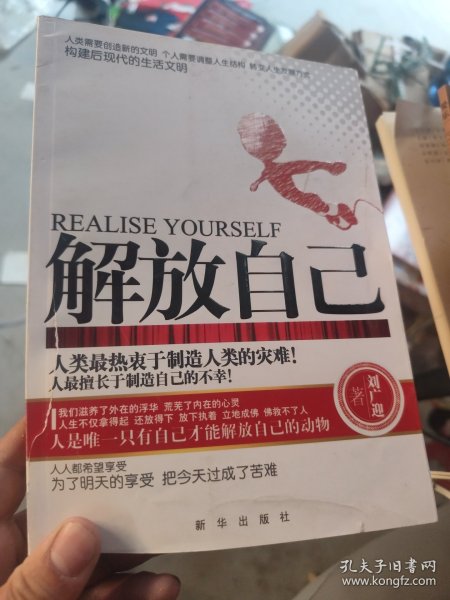 人类需要创造新的文明 个人需要调整人生结构 转变人生发展方式
构建后现代的生活文明
REALISE YOURSELF
解放自己
人类最热衷于制造人类的灾难！
人最擅长于制造自己的不幸！
刘广迎
著
我们滋养了外在的浮华 荒芜了内在的心灵
人生不仅拿得起 还放得下 放下执着 立地成佛 佛救不了人
人是唯一只有自己才能解放自己的动物
人人都希望享受
为了明天的享受 把今天过成了苦难
新华出版社
孔夫子旧书网
www.kongfz.com